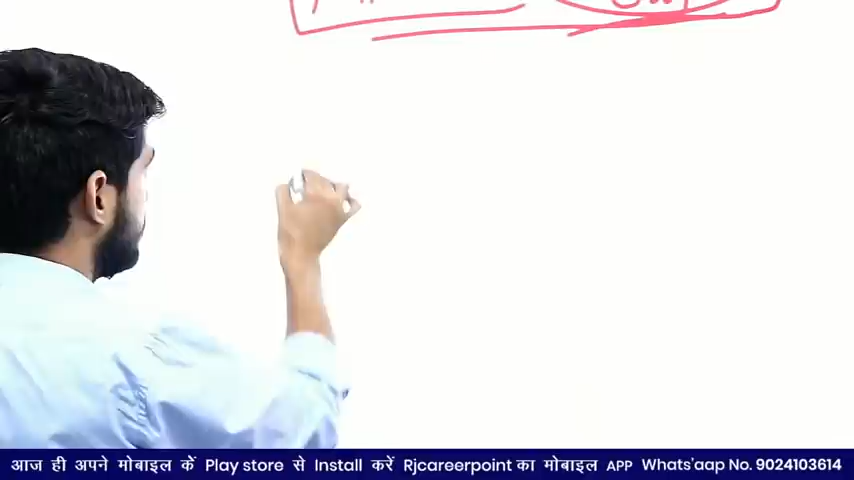 आज ही अपने मोबाइल कें Play store से Install करें Rjcareerpoint का मोबाइल APP Whats'aap No. 9024103614